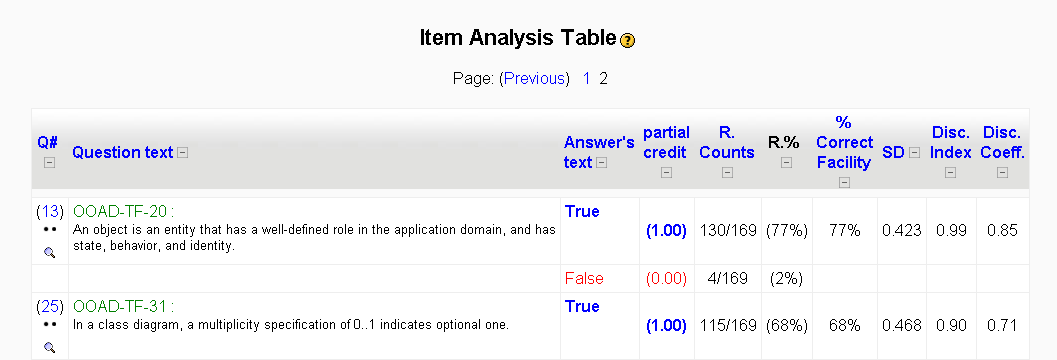 Item Analysis Table ?
Page: (Previous) 1 2
Q# Question text Answer's text partial credit R. Counts R.% % Correct Facility SD Disc. Index Disc. Coeff.
(13) OOAD-TF-20 : True
An object is an entity that has a well-defined role in the application domain, and has (1.00) 130/169 (77%) 77% 0.423 0.99 0.85
state, behavior, and identity.
False (0.00) 4/169 (2%)
(25) OOAD-TF-31 : True
In a class diagram, a multiplicity specification of 0..1 indicates optional one. (1.00) 115/169 (68%) 68% 0.468 0.90 0.71